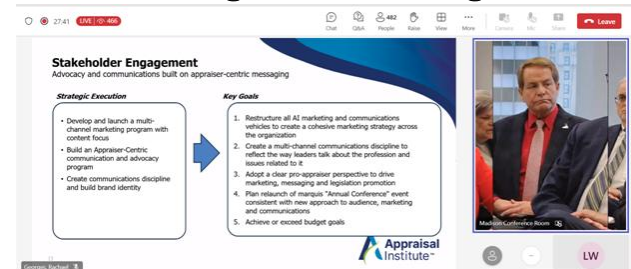 27:41
LIVE
466
482
Chat
Q&A
People
Raise
View
More
Camera
Mic
Share
Leave
Stakeholder Engagement
Advocacy and communications built on appraiser-centric messaging
Strategic Execution
• Develop and launch a multi-
channel marketing program with
content focus
• Build an Appraiser-Centric
communication and advocacy
program
• Create communications discipline
and build brand identity
Key Goals
1. Restructure all AI marketing and communications
vehicles to create a cohesive marketing strategy across
the organization
2. Create a multi-channel communications discipline to
reflect the way leaders talk about the profession and
issues related to it
3. Adopt a clear pro-appraiser perspective to drive
marketing, messaging and legislation promotion
4. Plan relaunch of marquis "Annual Conference" event
consistent with new approach to audience, marketing
and communications
5. Achieve or exceed budget goals
Appraisal
Institute
Madison Conference Room
LW
Rachael